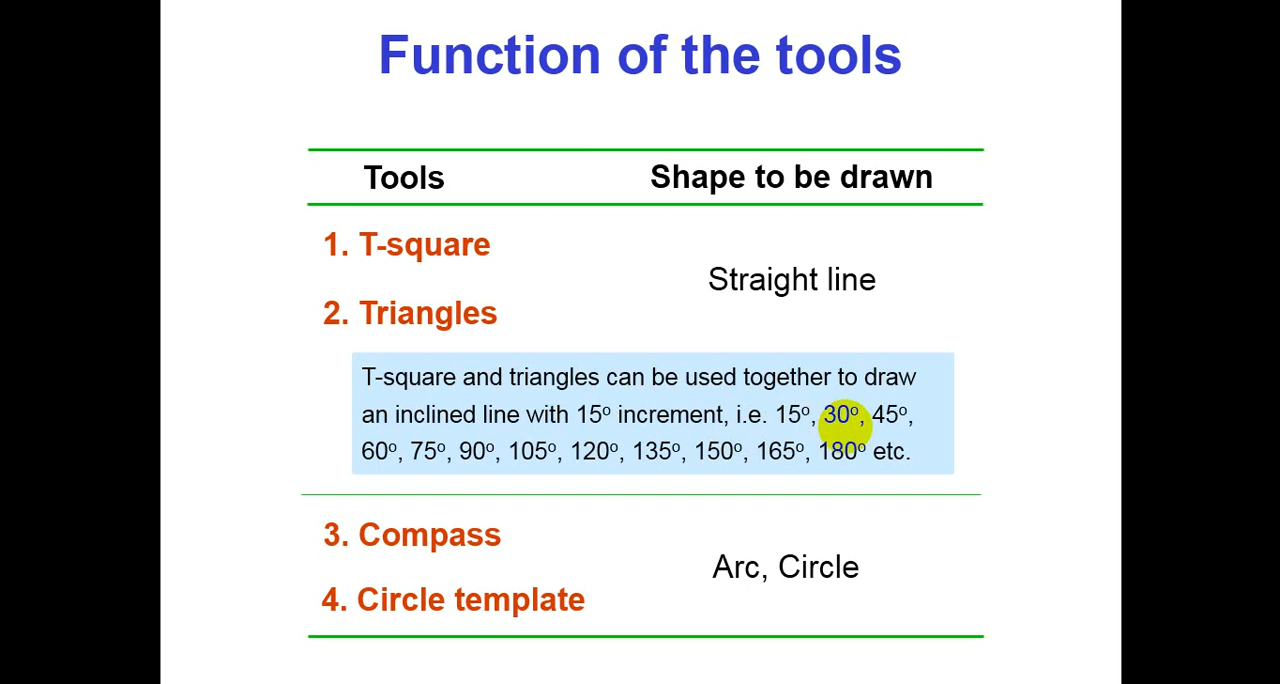 Function of the tools
Tools Shape to be drawn
1. T-square
Straight line
2. Triangles
T-square and triangles can be used together to draw
an inclined line with 15º increment, i.e. 15º, 30º, 45º,
60º, 75º, 90º, 105º, 120º, 135º, 150º, 165º, 180º etc.
3. Compass
Arc, Circle
4. Circle template